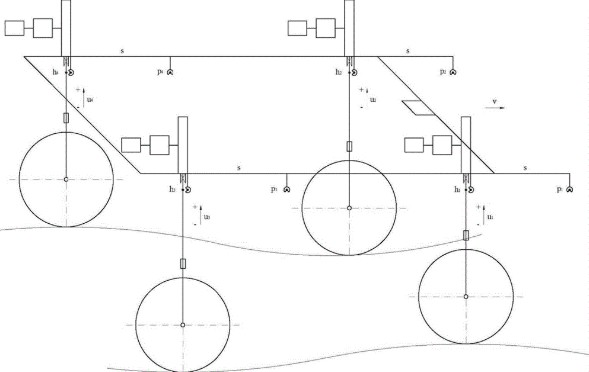 s
s
h₄
p₄
h₂
p₂
+
u₄
-
+
u₂
-
v
s
s
h₃
p₃
h₁
p₁
+
u₃
-
+
u₁
-